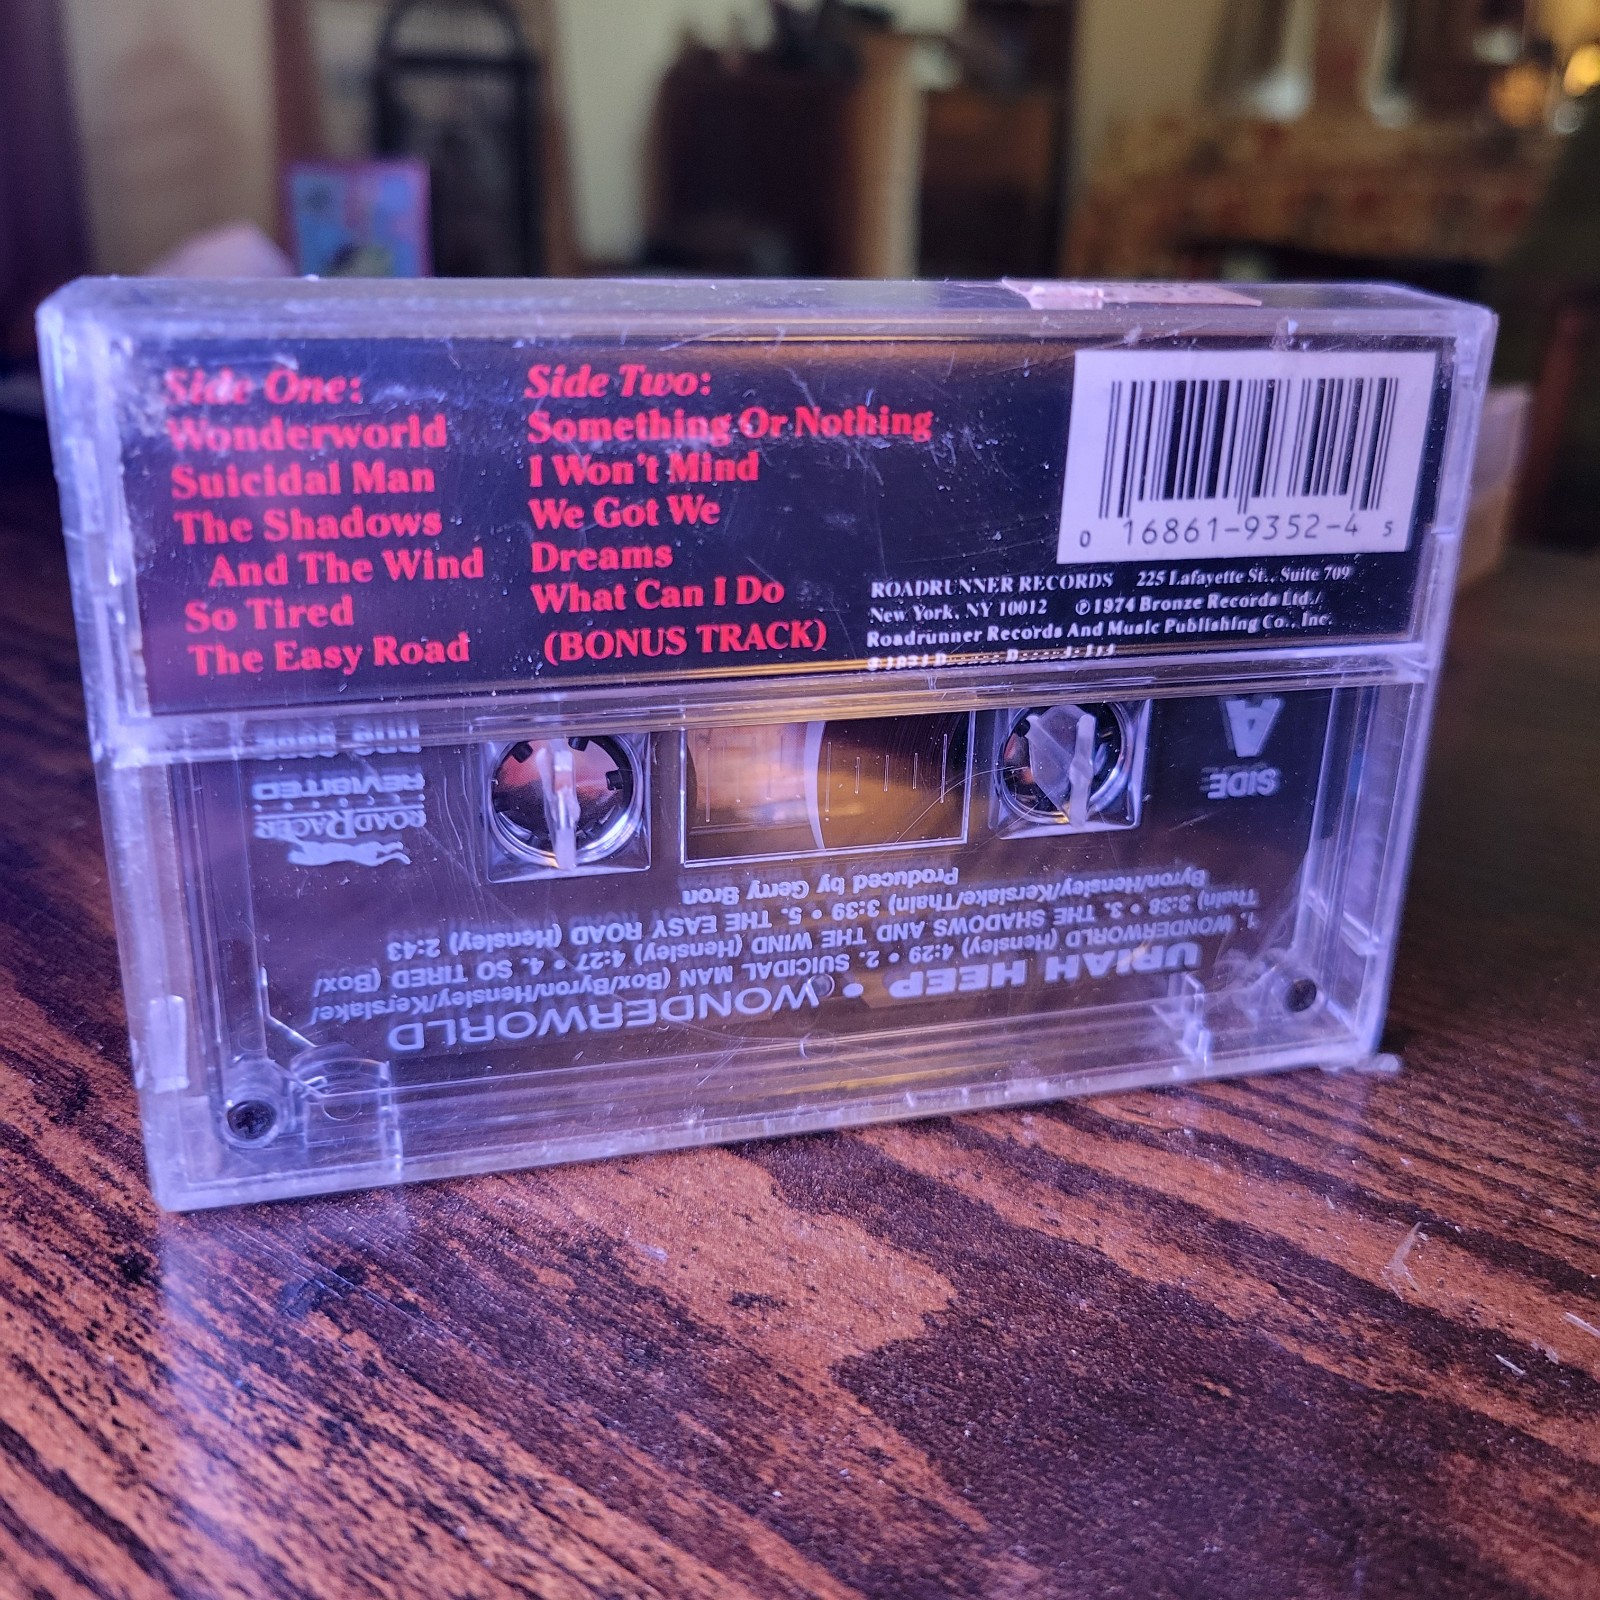 Side One:
Wonderworld
Suicidal Man
The Shadows
And The Wind
So Tired
The Easy Road
Side Two:
Something Or Nothing
I Won't Mind
We Got We
Dreams
What Can I Do
(BONUS TRACK)
0 16861-9352-4 5
ROADRUNNER RECORDS 225 Lafayette St., Suite 709
New York, NY 10012 ℗1974 Bronze Records Ltd./
Roadrunner Records And Music Publishing Co., Inc.
URIAH HEEP • WONDERWORLD
1. WONDERWORLD (Hensley) 4:29 • 2. SUICIDAL MAN (Box/Byron/Hensley/Kerslake/
Thain) 3:38 • 3. THE SHADOWS AND THE WIND (Hensley) 4:27 • 4. SO TIRED (Box/
Byron/Hensley/Kerslake/Thain) 3:39 • 5. THE EASY ROAD (Hensley) 2:43
Produced by Gerry Bron
ROADRACER
REVISITED
SIDE
A